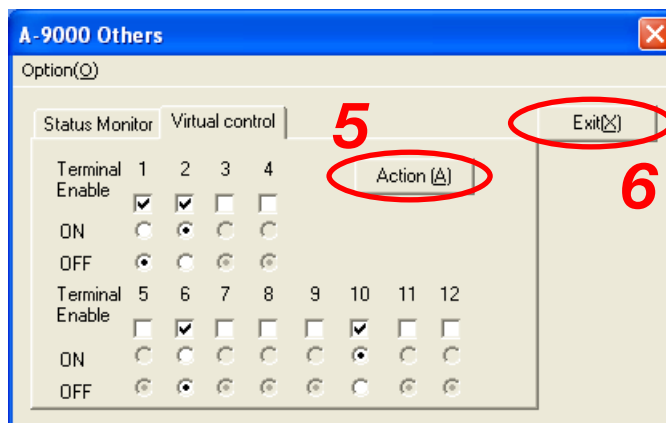 A-9000 Others
Option(O)
Status Monitor Virtual control 5 Exit(X)
Terminal 1 2 3 4 Action (A) 6
Enable
ON
OFF
Terminal 5 6 7 8 9 10 11 12
Enable
ON
OFF